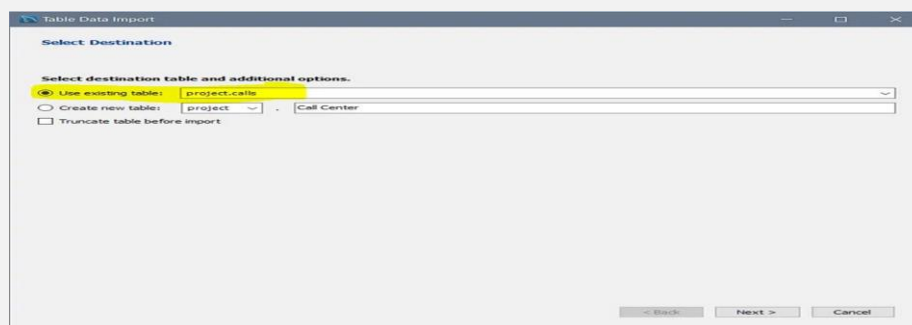 Table Data Import
Select Destination
Select destination table and additional options.
Use existing table: project.calls
Create new table: project . Call Center
Truncate table before import
< Back Next > Cancel